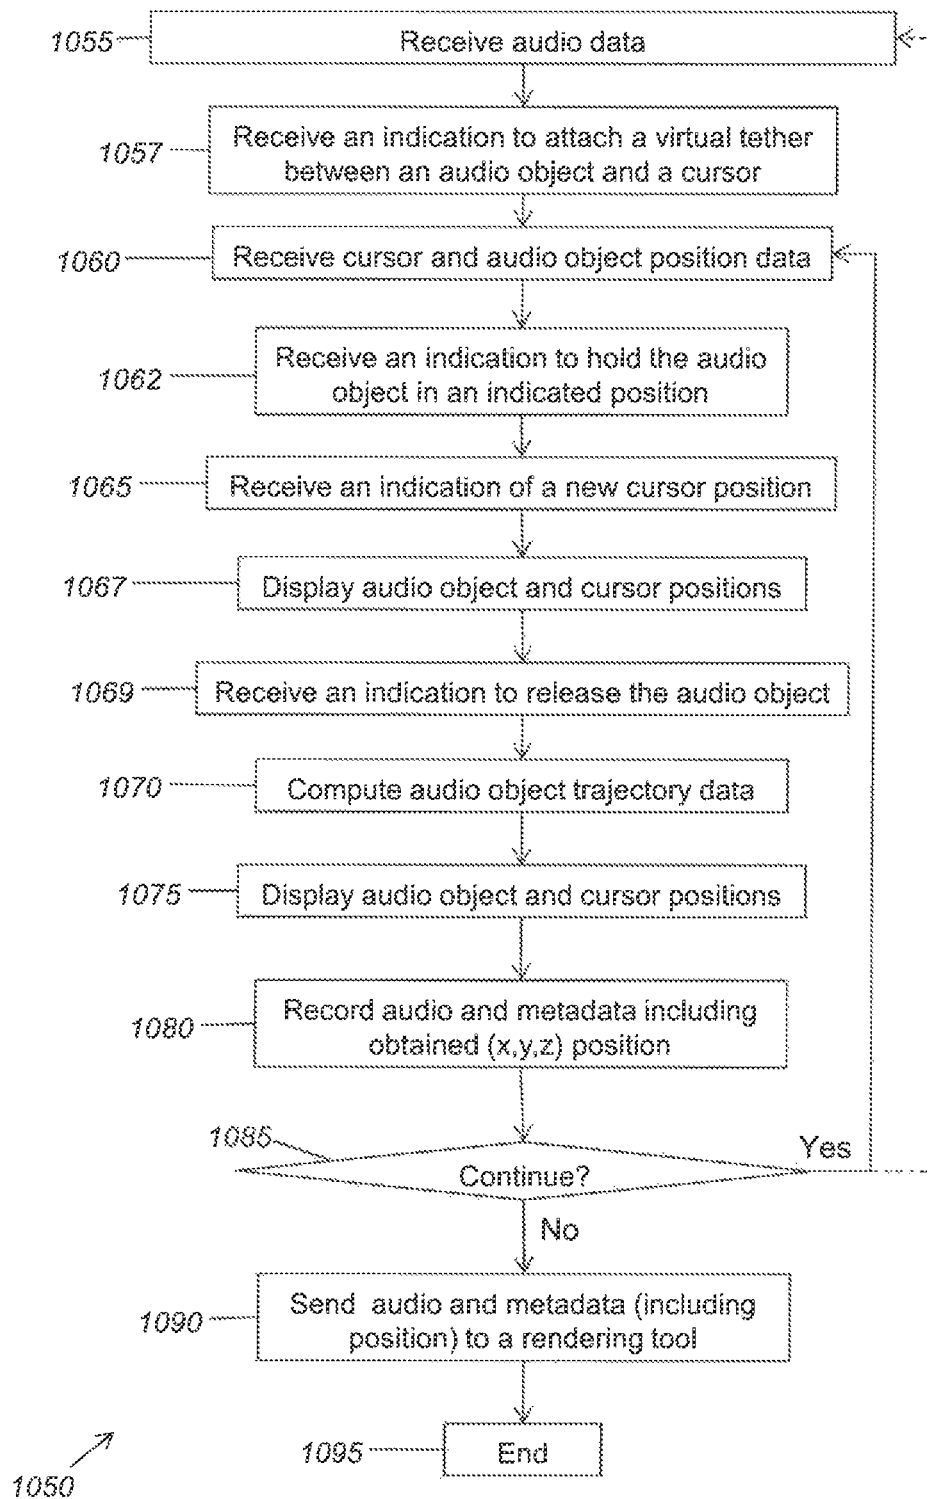 1055
Receive audio data
1057
Receive an indication to attach a virtual tether
between an audio object and a cursor
1060
Receive cursor and audio object position data
1062
Receive an indication to hold the audio
object in an indicated position
1065
Receive an indication of a new cursor position
1067
Display audio object and cursor positions
1069
Receive an indication to release the audio object
1070
Compute audio object trajectory data
1075
Display audio object and cursor positions
1080
Record audio and metadata including
obtained (x,y,z) position
1085
Continue?
Yes
No
1090
Send audio and metadata (including
position) to a rendering tool
1095
End
1050